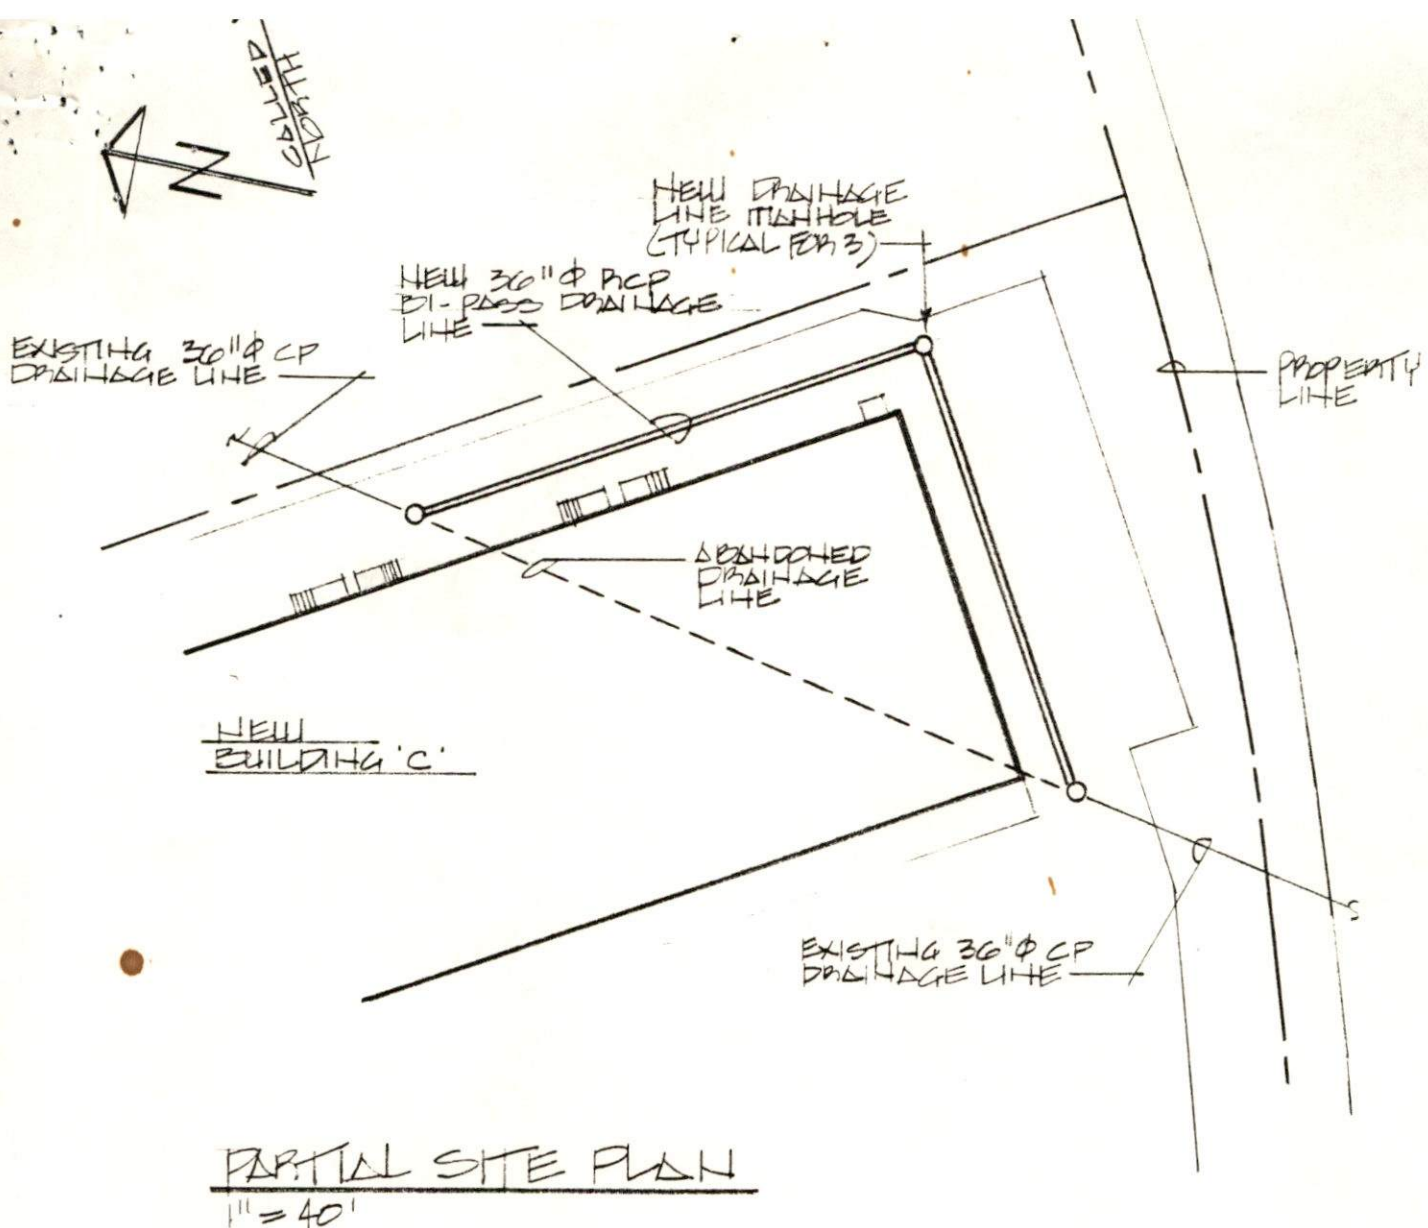 CALLED
NORTH
N
NEW DRAINAGE
LINE MANHOLE
(TYPICAL FOR 3)
NEW 36"Φ RCP
BI-PASS DRAINAGE
LINE
EXISTING 36"Φ CP
DRAINAGE LINE
PROPERTY
LINE
ABANDONED
DRAINAGE
LINE
NEW
BUILDING 'C'
EXISTING 36"Φ CP
DRAINAGE LINE
PARTIAL SITE PLAN
1" = 40'